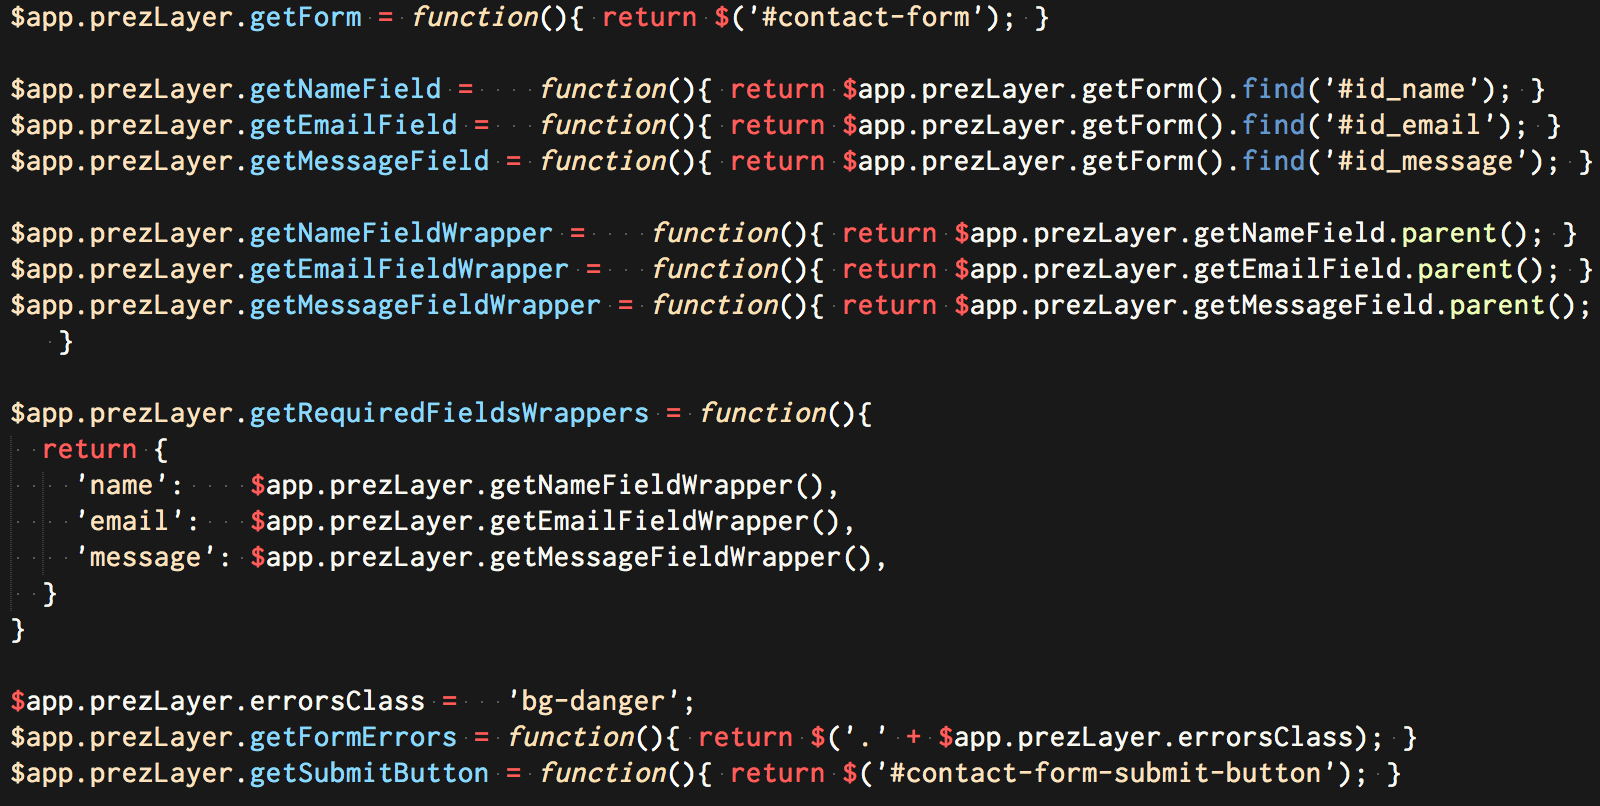 $app.prezLayer.getForm = function(){ return $('#contact-form'); }

$app.prezLayer.getNameField =    function(){ return $app.prezLayer.getForm().find('#id_name'); }
$app.prezLayer.getEmailField =   function(){ return $app.prezLayer.getForm().find('#id_email'); }
$app.prezLayer.getMessageField = function(){ return $app.prezLayer.getForm().find('#id_message'); }

$app.prezLayer.getNameFieldWrapper =    function(){ return $app.prezLayer.getNameField.parent(); }
$app.prezLayer.getEmailFieldWrapper =   function(){ return $app.prezLayer.getEmailField.parent(); }
$app.prezLayer.getMessageFieldWrapper = function(){ return $app.prezLayer.getMessageField.parent();
   }

$app.prezLayer.getRequiredFieldsWrappers = function(){
  return {
    'name':    $app.prezLayer.getNameFieldWrapper(),
    'email':   $app.prezLayer.getEmailFieldWrapper(),
    'message': $app.prezLayer.getMessageFieldWrapper(),
  }
}

$app.prezLayer.errorsClass =   'bg-danger';
$app.prezLayer.getFormErrors = function(){ return $('.' + $app.prezLayer.errorsClass); }
$app.prezLayer.getSubmitButton = function(){ return $('#contact-form-submit-button'); }